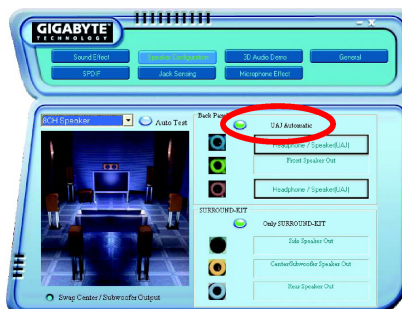 GIGABYTE
TECHNOLOGY
Sound Effect
Speaker Configuration
3D Audio Demo
General
SPDIF
Jack Sensing
Microphone Effect
8CH Speaker
Auto Test
Back Panel
UAJ Automatic
Headphone / Speaker(UAJ)
Front Speaker Out
Headphone / Speaker(UAJ)
SURROUND-KIT
Only SURROUND-KIT
Side Speaker Out
Center/Subwoofer Speaker Out
Rear Speaker Out
Swap Center / Subwoofer Output